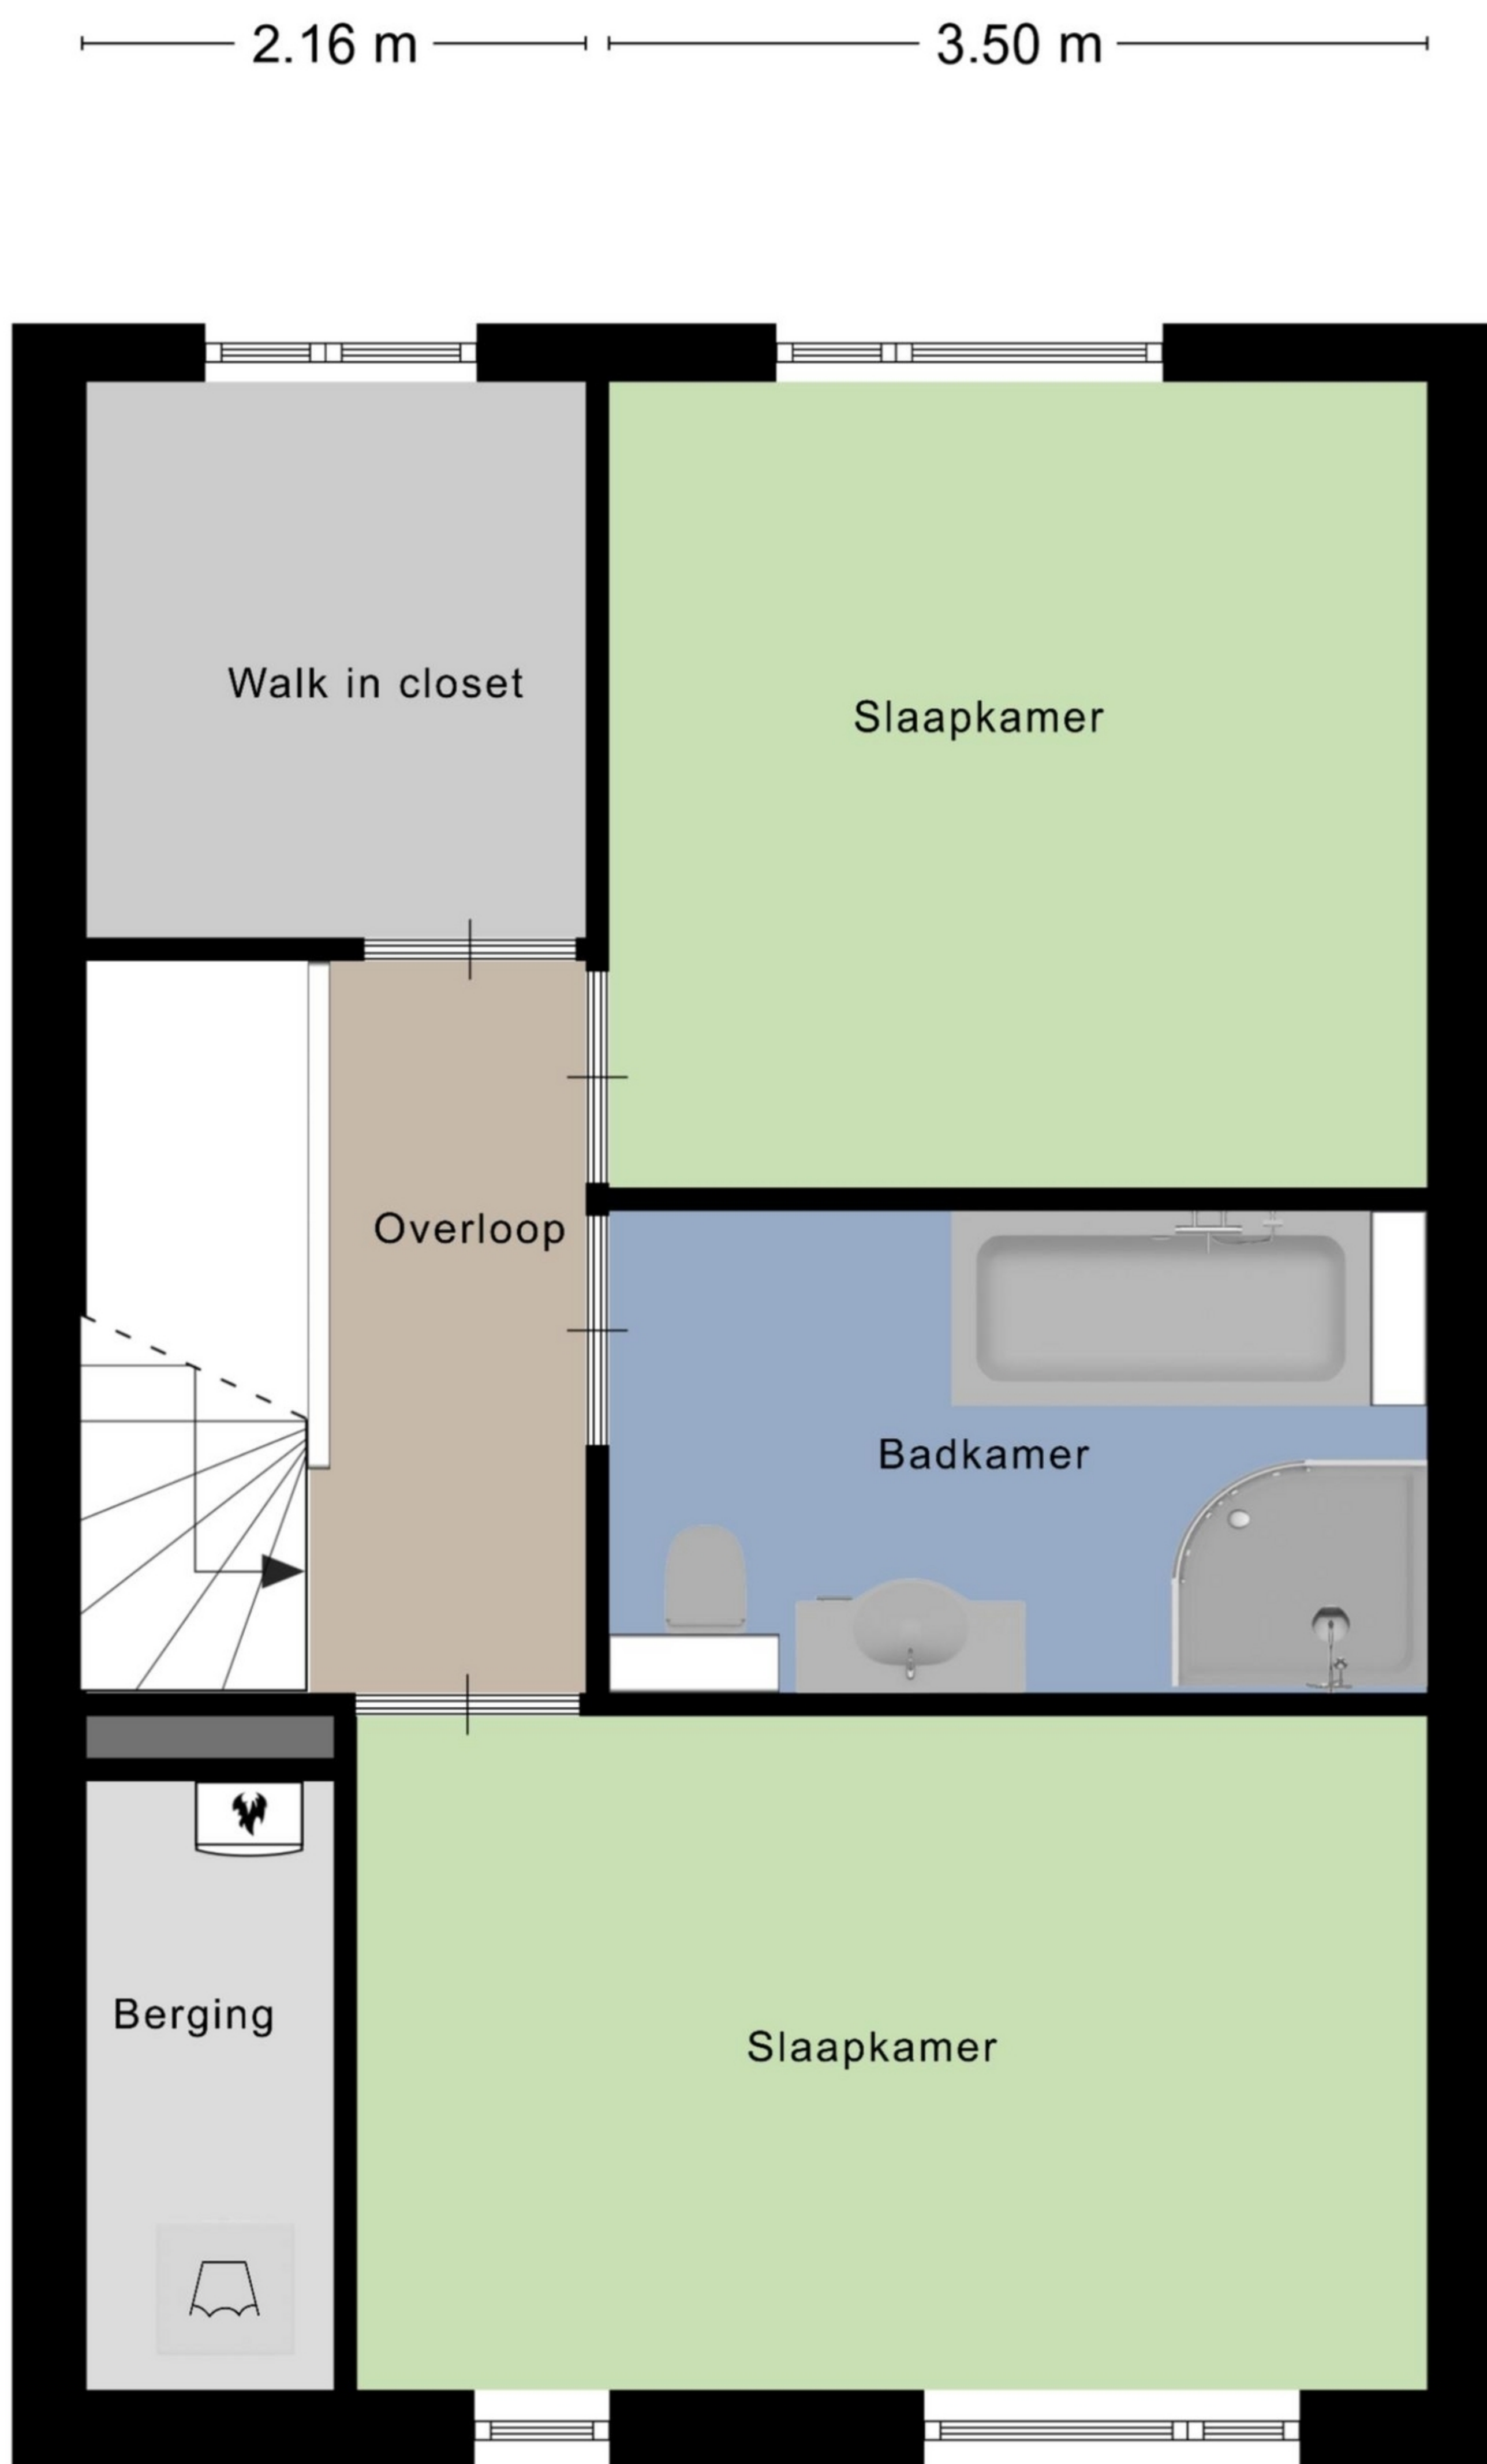 2.16 m
3.50 m
Walk in closet
Slaapkamer
Overloop
Badkamer
Berging
Slaapkamer